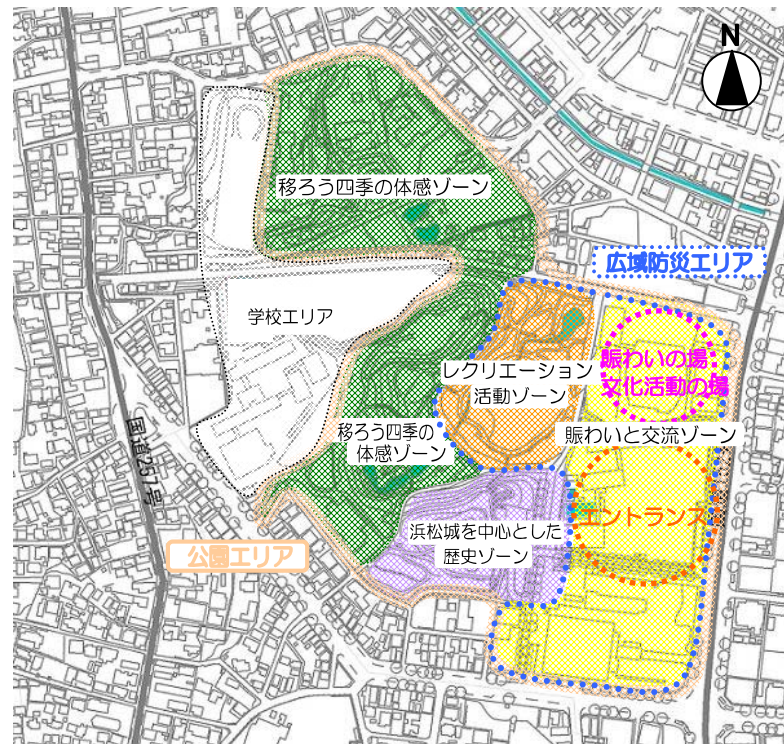 N
移ろう四季の体感ゾーン
広域防災エリア
学校エリア
レクリエーション
活動ゾーン
賑わいの場
文化活動の場
移ろう四季の
体感ゾーン
賑わいと交流ゾーン
国道257号
エントランス
浜松城を中心とした
歴史ゾーン
公園エリア